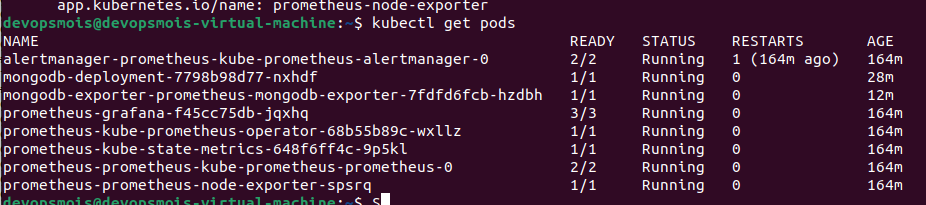 app.kubernetes.io/name: prometheus-node-exporter
devopsmois@devopsmois-virtual-machine:~$ kubectl get pods
NAME READY STATUS RESTARTS AGE
alertmanager-prometheus-kube-prometheus-alertmanager-0 2/2 Running 1 (164m ago) 164m
mongodb-deployment-7798b98d77-nxhdf 1/1 Running 0 28m
mongodb-exporter-prometheus-mongodb-exporter-7fdfd6fcb-hzdbh 1/1 Running 0 12m
prometheus-grafana-f45cc75db-jqxhq 3/3 Running 0 164m
prometheus-kube-prometheus-operator-68b55b89c-wxllz 1/1 Running 0 164m
prometheus-kube-state-metrics-648f6ff4c-9p5kl 1/1 Running 0 164m
prometheus-prometheus-kube-prometheus-prometheus-0 2/2 Running 0 164m
prometheus-prometheus-node-exporter-spsrq 1/1 Running 0 164m
devopsmois@devopsmois-virtual-machine:~$ S